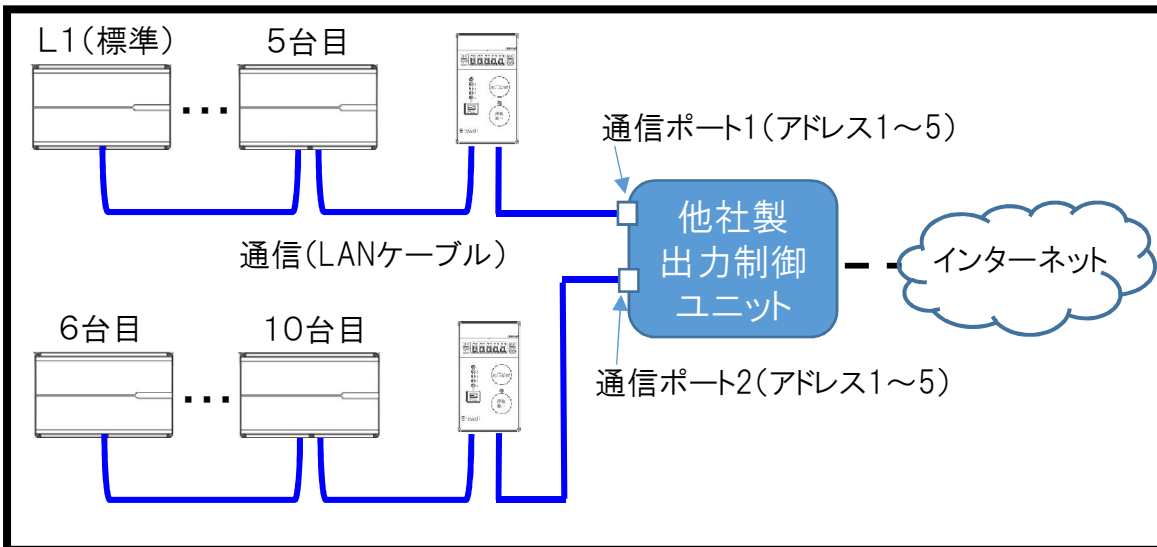 L1(標準)
5台目
通信ポート1(アドレス1～5)
他社製
出力制御
ユニット
インターネット
通信(LANケーブル)
6台目
10台目
通信ポート2(アドレス1～5)